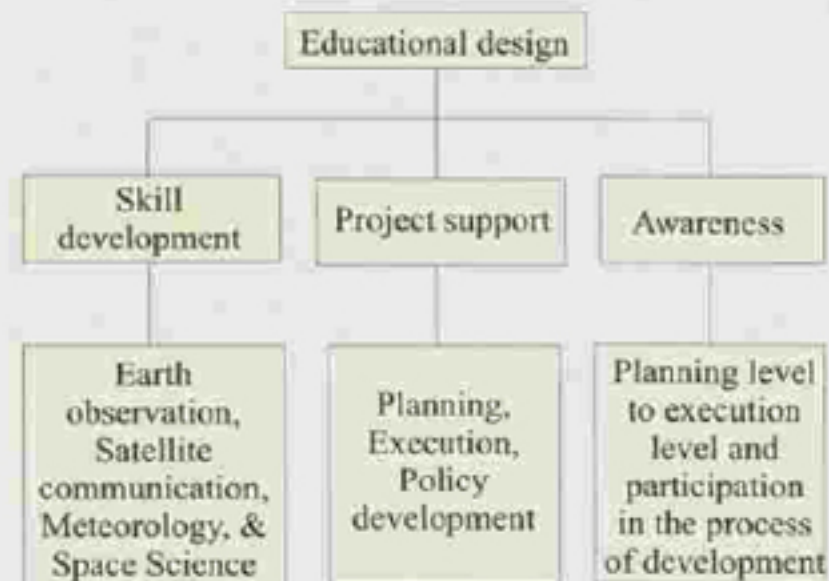 Educational design
Skill
development
Project support
Awareness
Earth
observation,
Satellite
communication,
Meteorology, &
Space Science
Planning,
Execution,
Policy
development
Planning level
to execution
level and
participation
in the process
of development